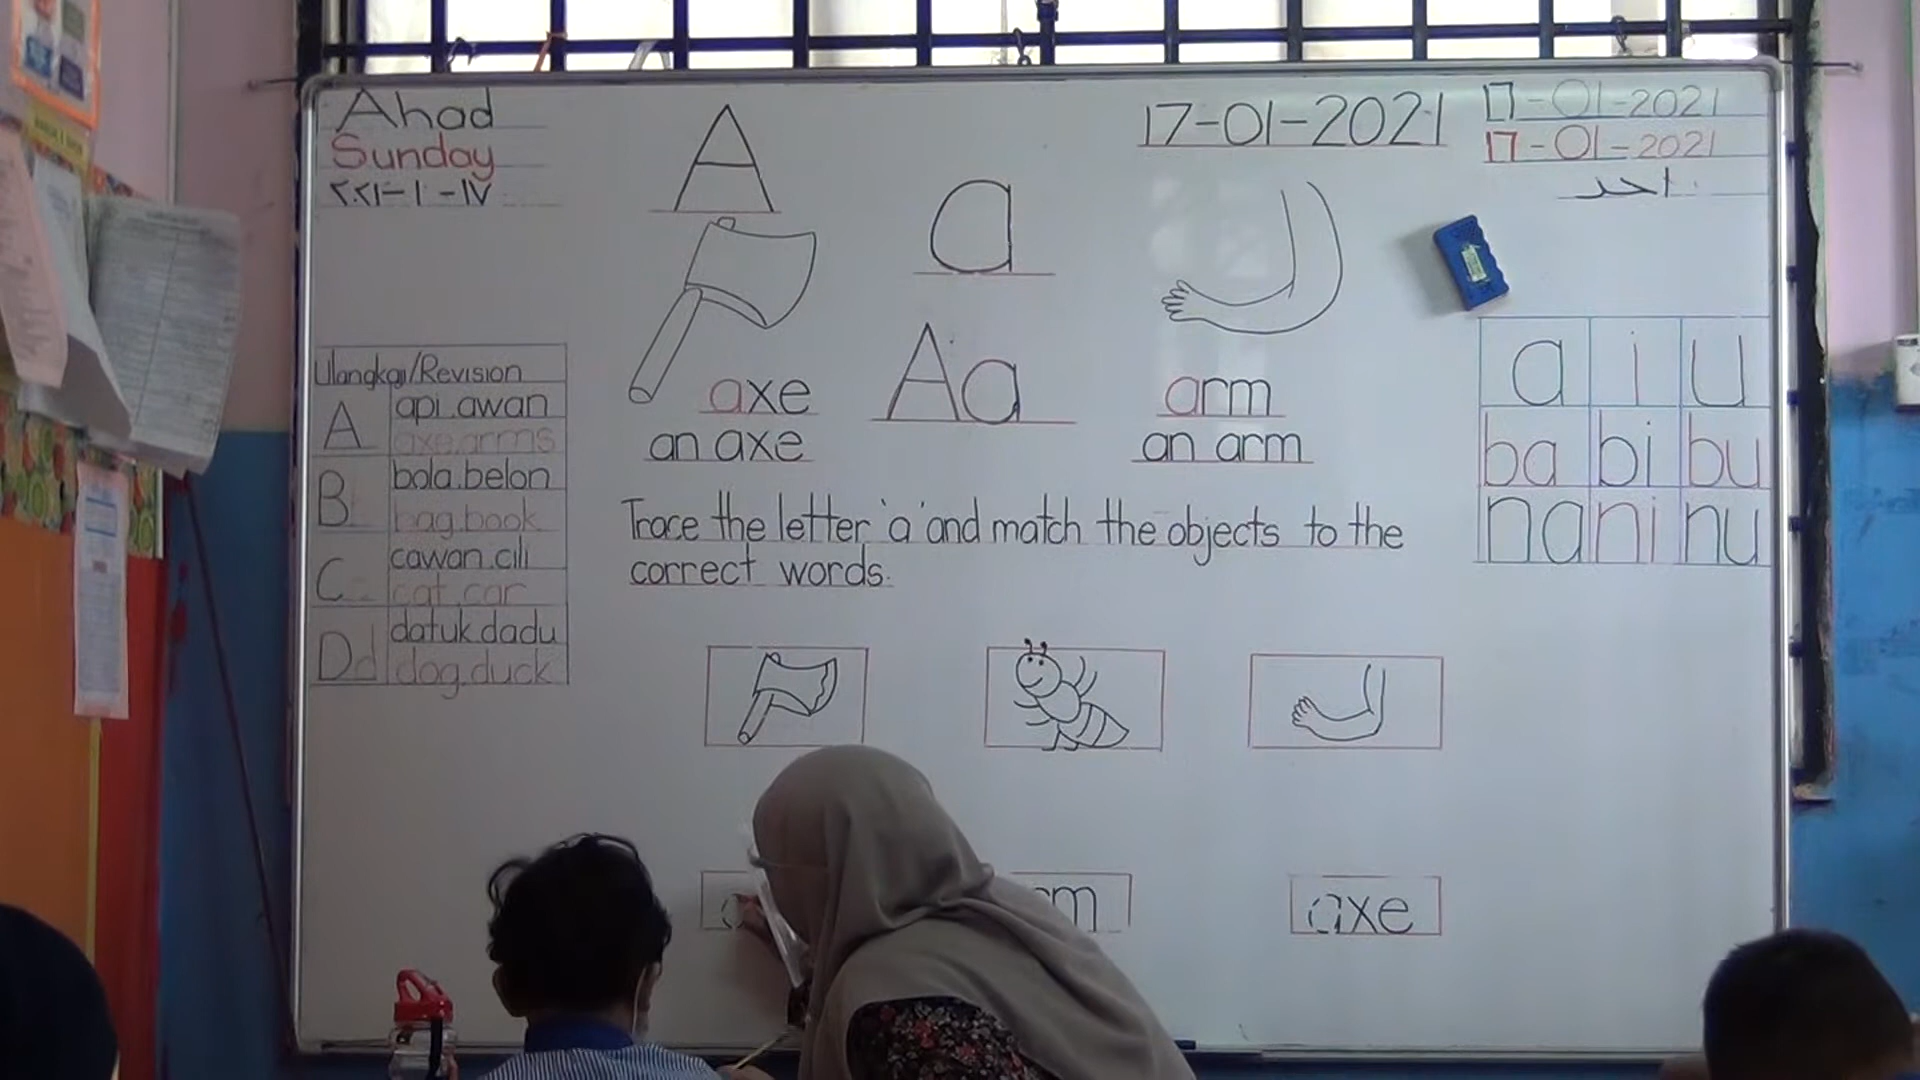 Ahad
Sunday
٢٠٢١-١-١٧
A
a
17-01-2021
17-01-2021
17-01-2021
احد
Aa
axe
an axe
arm
an arm
Ulangkaji/Revision
A
api.awan
axe.arms
B
bola.belon
bag.book
C
cawan.cili
cat.car
Dd
datuk.dadu
dog.duck
a i u
ba bi bu
na ni nu
Trace the letter 'a' and match the objects to the
correct words.
axe